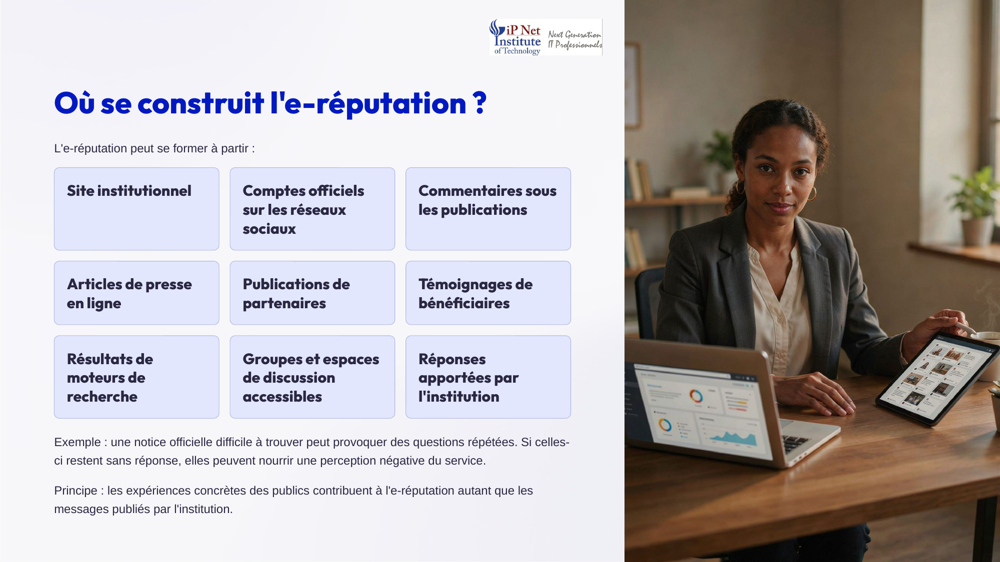 iP Net
Institute
of Technology
Next Generation
IT Professionnels
Où se construit l'e-réputation ?
L'e-réputation peut se former à partir :
Site institutionnel
Comptes officiels
sur les réseaux
sociaux
Commentaires sous
les publications
Articles de presse
en ligne
Publications de
partenaires
Témoignages de
bénéficiaires
Résultats de
moteurs de
recherche
Groupes et espaces
de discussion
accessibles
Réponses
apportées par
l'institution
Exemple : une notice officielle difficile à trouver peut provoquer des questions répétées. Si celles-
ci restent sans réponse, elles peuvent nourrir une perception négative du service.
Principe : les expériences concrètes des publics contribuent à l'e-réputation autant que les
messages publiés par l'institution.